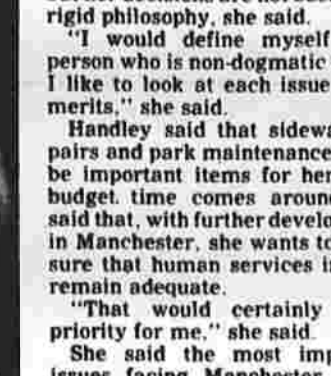 rigid philosophy, she said.
"I would define myself
person who is non-dogmatic
I like to look at each issue
merits," she said.
Handley said that sidewa
pairs and park maintenance
be important items for her
budget time comes aroun
said that, with further develo
in Manchester, she wants to
sure that human services i
remain adequate.
"That would certainly
priority for me," she said.
She said the most imp
issues facing Manchester